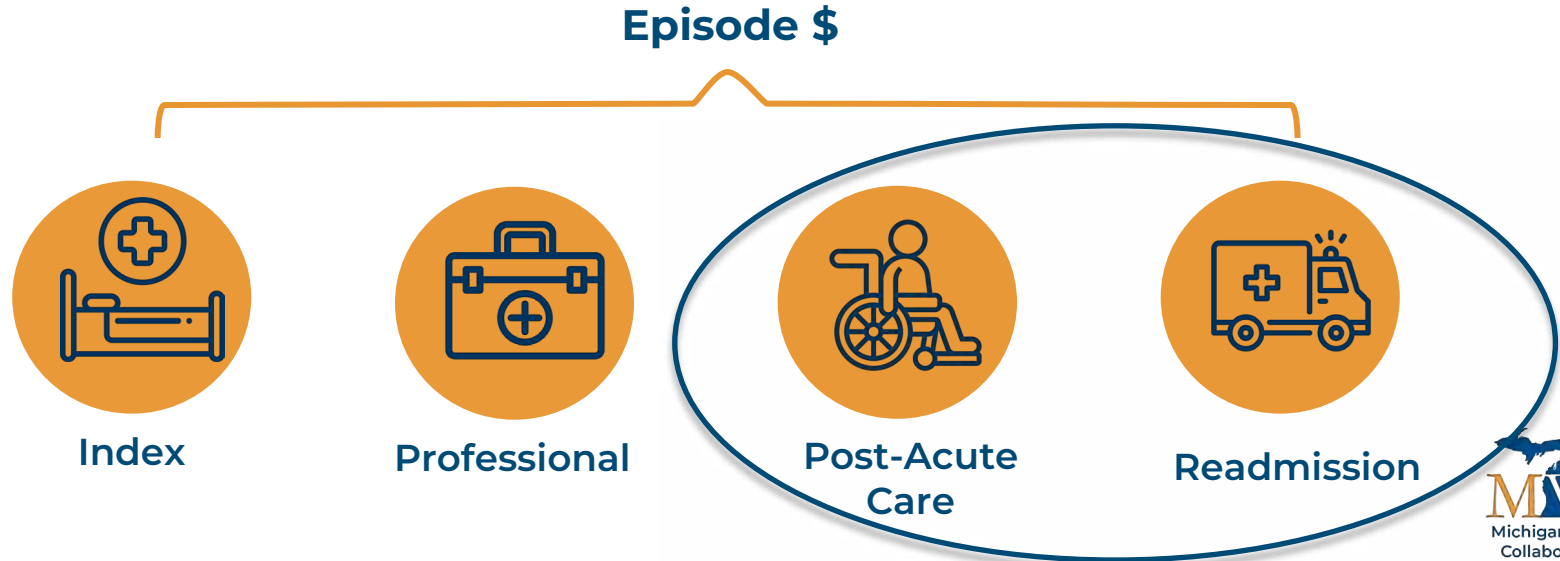 Episode $
Index
Professional
Post-Acute
Care
Readmission